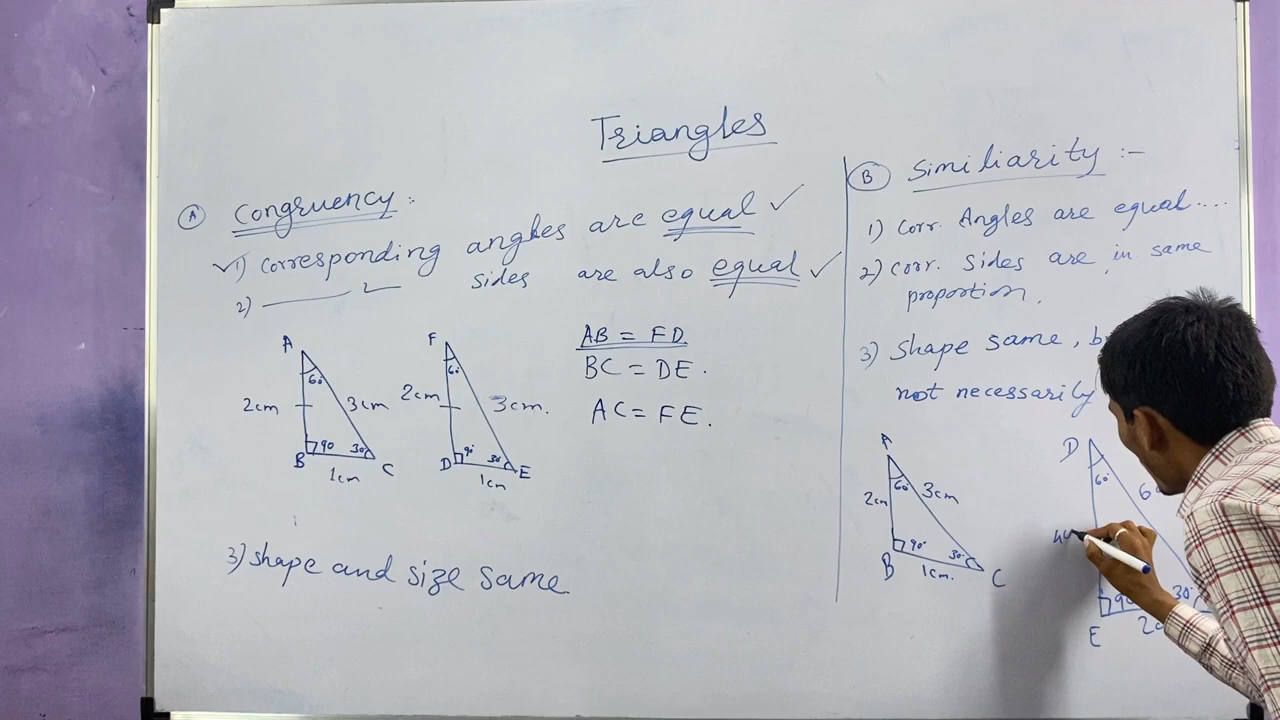 Triangles
A Congruency :
1) Corresponding angles are equal ✓
2) ——— sides are also equal ✓
A
60
2cm
3cm
90
30
B
C
1cm
F
60
2cm
3cm.
90
30
D
E
1cm
AB = FD.
BC = DE.
AC = FE.
3) Shape and size same
B Similiarity :-
1) Corr. Angles are equal....
2) Corr. Sides are in same
proportion.
3) Shape same,
not necessarily
A
60°
2cm
3cm
90°
30°
B
C
1cm.
D
60°
6
90
30°
E